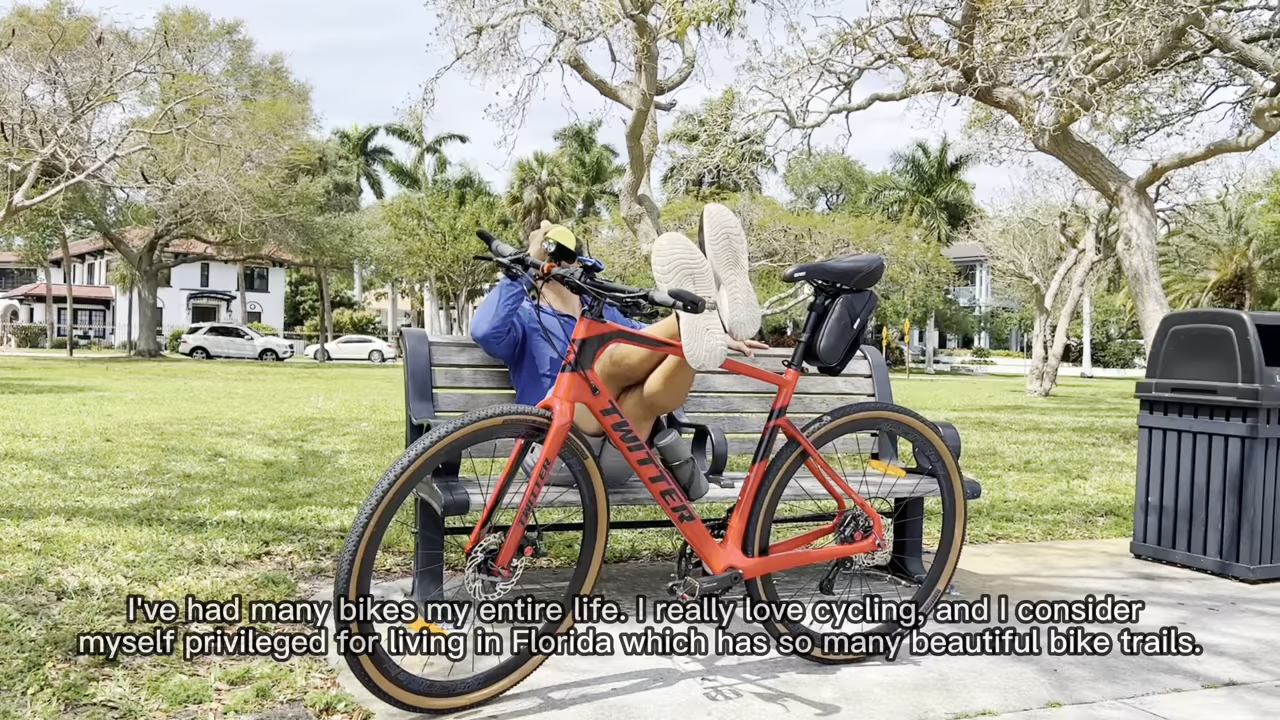 TWITTER
TWITTER
I've had many bikes my entire life. I really love cycling, and I consider
myself privileged for living in Florida which has so many beautiful bike trails.